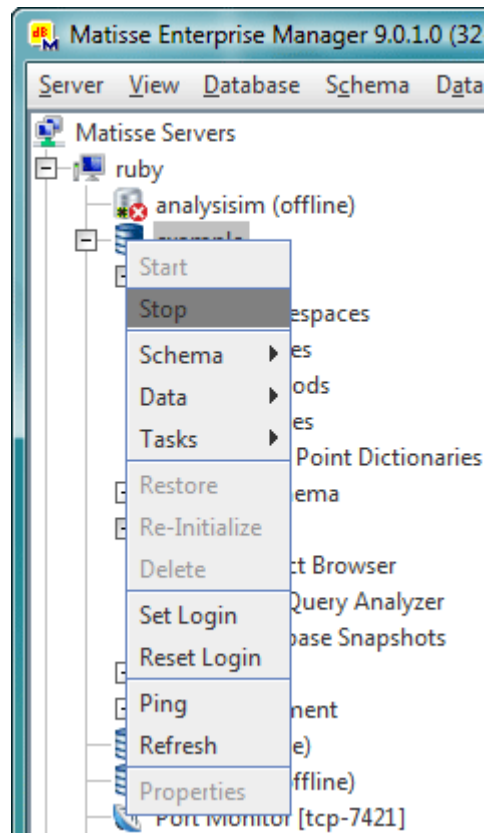 Matisse Enterprise Manager 9.0.1.0 (32
Server View Database Schema Data
Matisse Servers
ruby
analysisim (offline)
Start
Stop
espaces
Schema
es
Data
ods
Tasks
es
Point Dictionaries
Restore
ema
Re-Initialize
Delete
ct Browser
Set Login
Query Analyzer
Reset Login
base Snapshots
Ping
ment
Refresh
e)
Properties
ffline)
Port Monitor [tcp-7421]